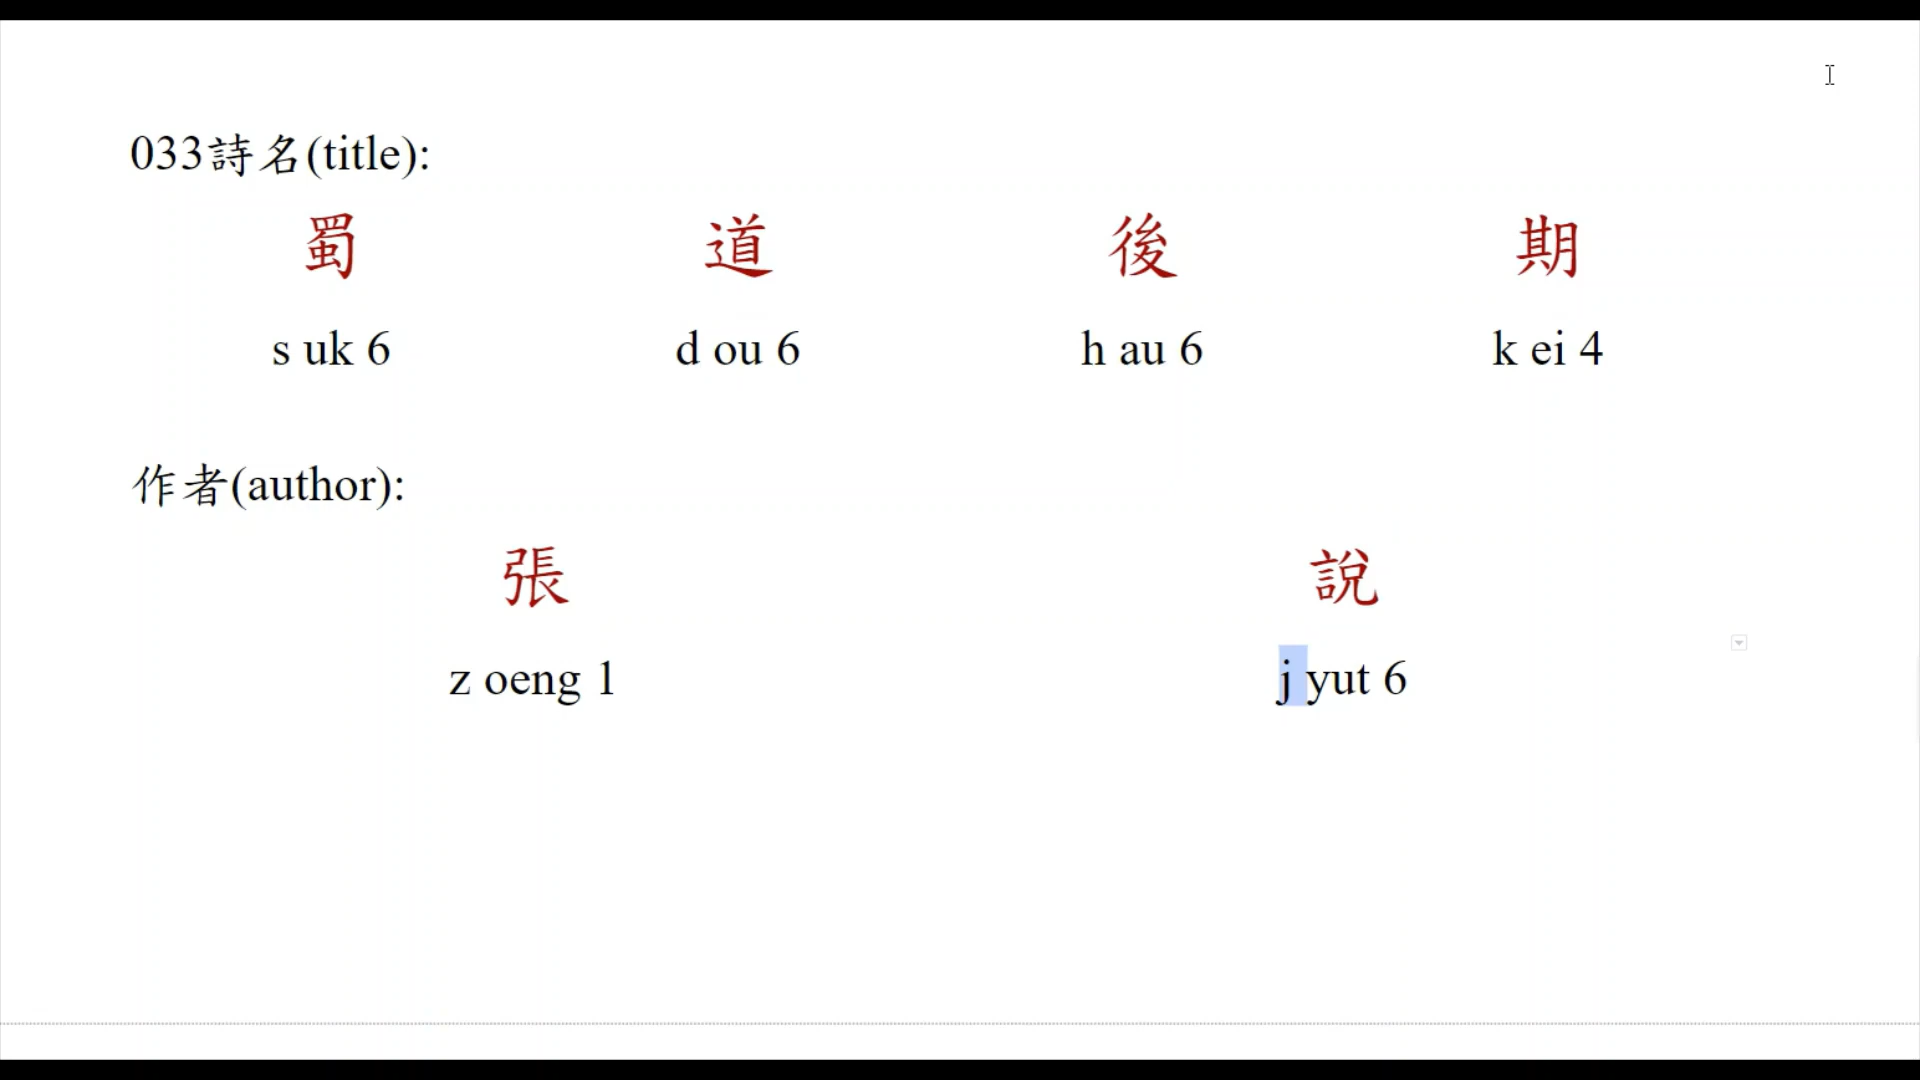 033詩名(title):
蜀 道 後 期
s uk 6 d ou 6 h au 6 k ei 4
作者(author):
張 說
z oeng 1 j yut 6